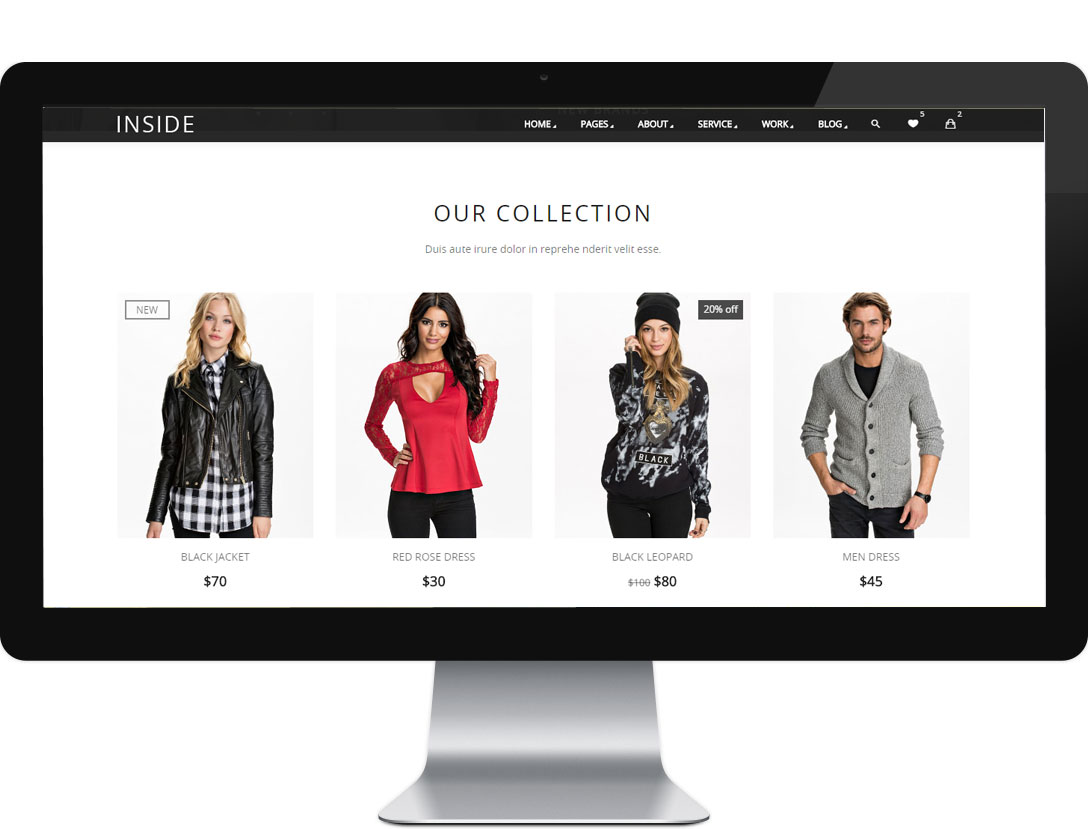 NEW BRANDS
INSIDE
HOME
PAGES
ABOUT
SERVICE
WORK
BLOG
5
2
OUR COLLECTION
Duis aute irure dolor in reprehe nderit velit esse.
NEW
20% off
BLACK
BLACK JACKET
RED ROSE DRESS
BLACK LEOPARD
MEN DRESS
$70
$30
$100 $80
$45